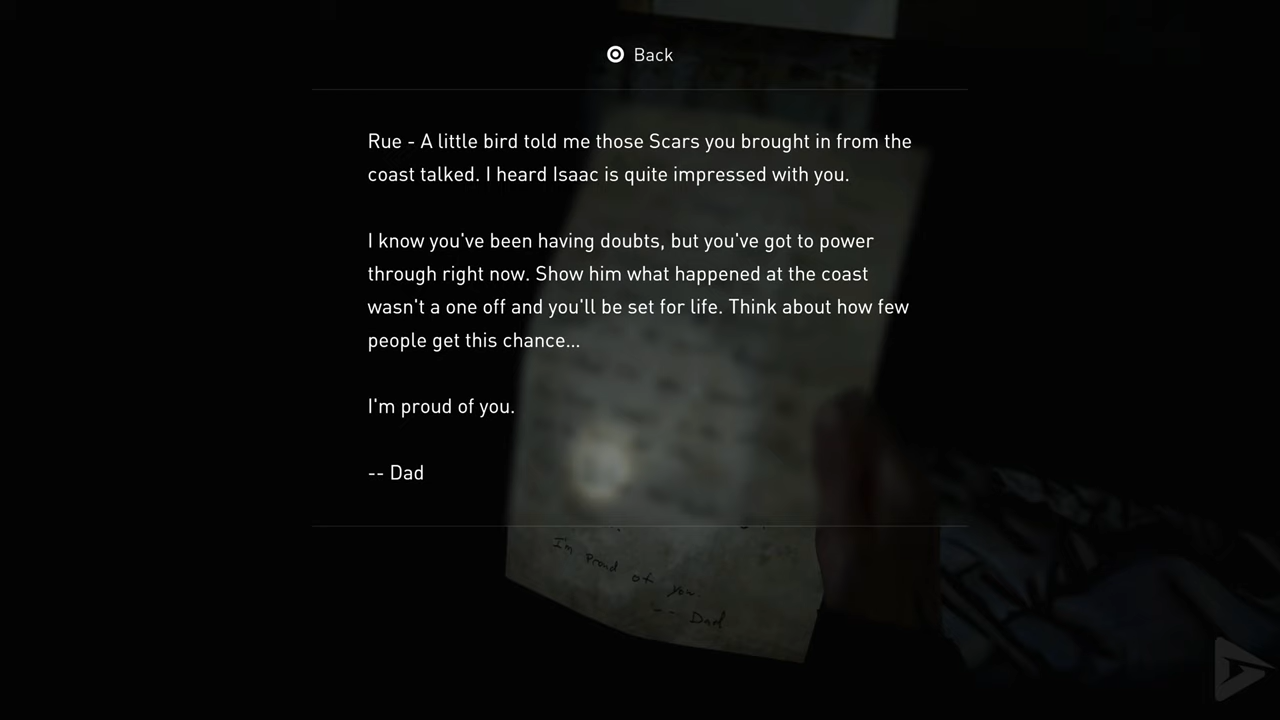 Back
Rue - A little bird told me those Scars you brought in from the
coast talked. I heard Isaac is quite impressed with you.
I know you've been having doubts, but you've got to power
through right now. Show him what happened at the coast
wasn't a one off and you'll be set for life. Think about how few
people get this chance...
I'm proud of you.
-- Dad
I'm Proud of you.
-- Dad